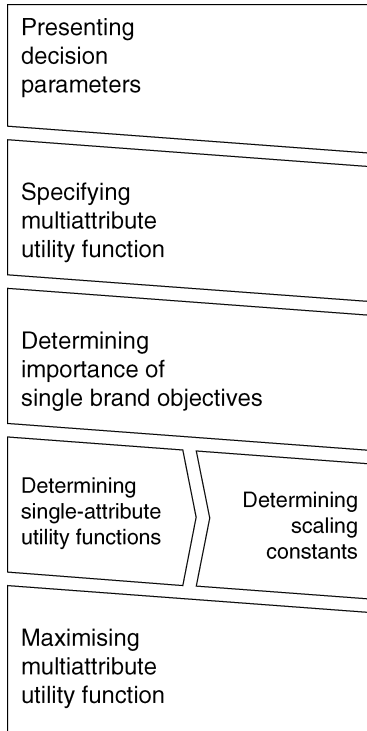 Presenting
decision
parameters
Specifying
multiattribute
utility function
Determining
importance of
single brand objectives
Determining
single-attribute
utility functions
Determining
scaling
constants
Maximising
multiattribute
utility function